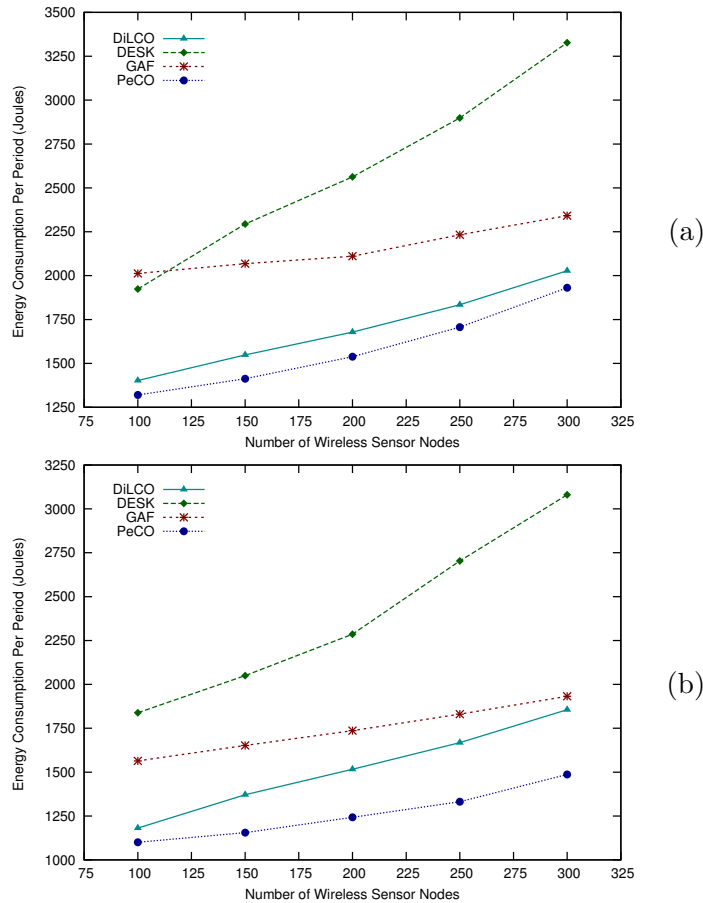 3500
3250
3000
2750
2500
2250
2000
1750
1500
1250
Energy Consumption Per Period (Joules)
DiLCO
DESK
GAF
PeCO
75 100 125 150 175 200 225 250 275 300 325
Number of Wireless Sensor Nodes
(a)
3250
3000
2750
2500
2250
2000
1750
1500
1250
1000
Energy Consumption Per Period (Joules)
DiLCO
DESK
GAF
PeCO
75 100 125 150 175 200 225 250 275 300 325
Number of Wireless Sensor Nodes
(b)